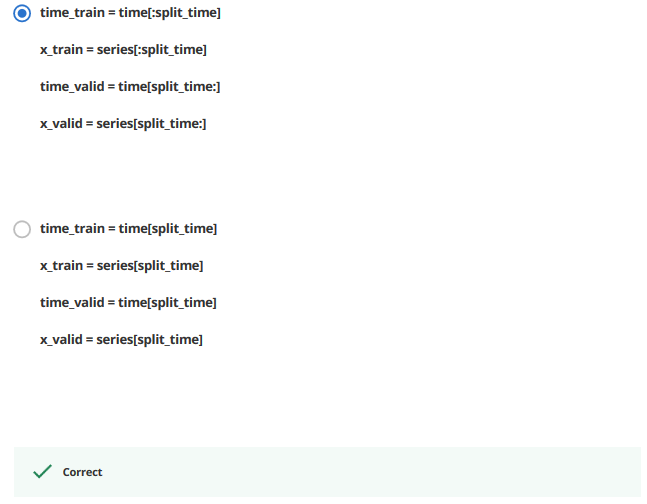 time_train = time[:split_time]
x_train = series[:split_time]
time_valid = time[split_time:]
x_valid = series[split_time:]
time_train = time[split_time]
x_train = series[split_time]
time_valid = time[split_time]
x_valid = series[split_time]
Correct